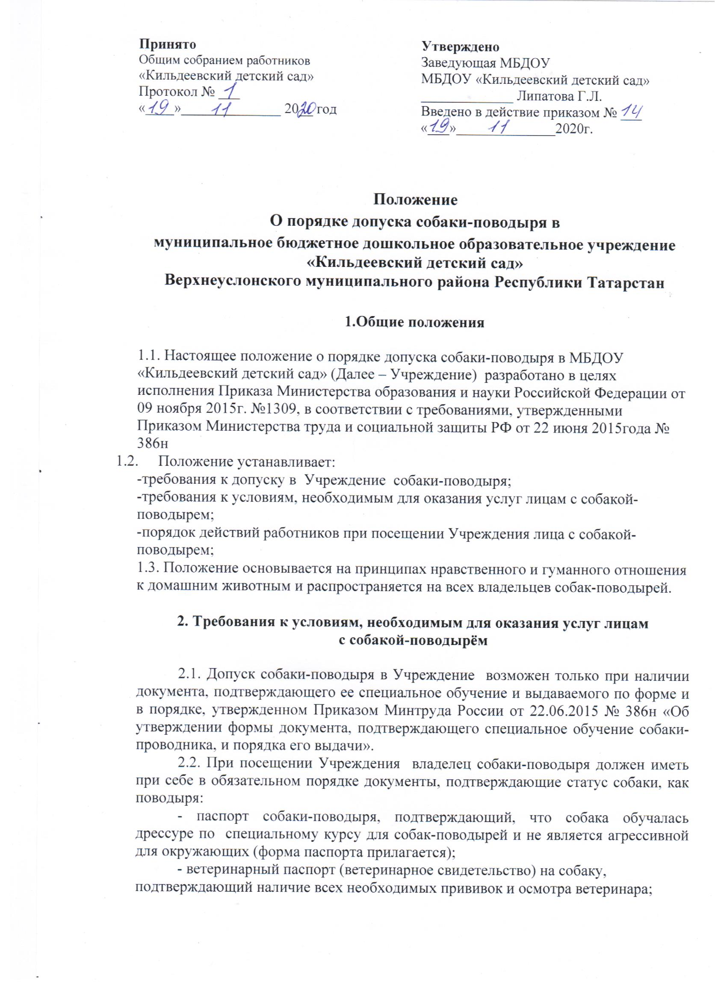 Принято
Общим собранием работников
«Кильдеевский детский сад»
Протокол № 1
«19» 11 2020 год
Утверждено
Заведующая МБДОУ
МБДОУ «Кильдеевский детский сад»
_____________ Липатова Г.Л.
Введено в действие приказом № 14
«19» 11 2020г.
Положение
О порядке допуска собаки-поводыря в
муниципальное бюджетное дошкольное образовательное учреждение
«Кильдеевский детский сад»
Верхнеуслонского муниципального района Республики Татарстан
1.Общие положения
1.1. Настоящее положение о порядке допуска собаки-поводыря в МБДОУ
«Кильдеевский детский сад» (Далее – Учреждение) разработано в целях
исполнения Приказа Министерства образования и науки Российской Федерации от
09 ноября 2015г. №1309, в соответствии с требованиями, утвержденными
Приказом Министерства труда и социальной защиты РФ от 22 июня 2015года №
386н
1.2. Положение устанавливает:
-требования к допуску в Учреждение собаки-поводыря;
-требования к условиям, необходимым для оказания услуг лицам с собакой-
поводырем;
-порядок действий работников при посещении Учреждения лица с собакой-
поводырем;
1.3. Положение основывается на принципах нравственного и гуманного отношения
к домашним животным и распространяется на всех владельцев собак-поводырей.
2. Требования к условиям, необходимым для оказания услуг лицам
с собакой-поводырём
2.1. Допуск собаки-поводыря в Учреждение возможен только при наличии
документа, подтверждающего ее специальное обучение и выдаваемого по форме и
в порядке, утвержденном Приказом Минтруда России от 22.06.2015 № 386н «Об
утверждении формы документа, подтверждающего специальное обучение собаки-
проводника, и порядка его выдачи».
2.2. При посещении Учреждения владелец собаки-поводыря должен иметь
при себе в обязательном порядке документы, подтверждающие статус собаки, как
поводыря:
- паспорт собаки-поводыря, подтверждающий, что собака обучалась
дрессуре по специальному курсу для собак-поводырей и не является агрессивной
для окружающих (форма паспорта прилагается);
- ветеринарный паспорт (ветеринарное свидетельство) на собаку,
подтверждающий наличие всех необходимых прививок и осмотра ветеринара;